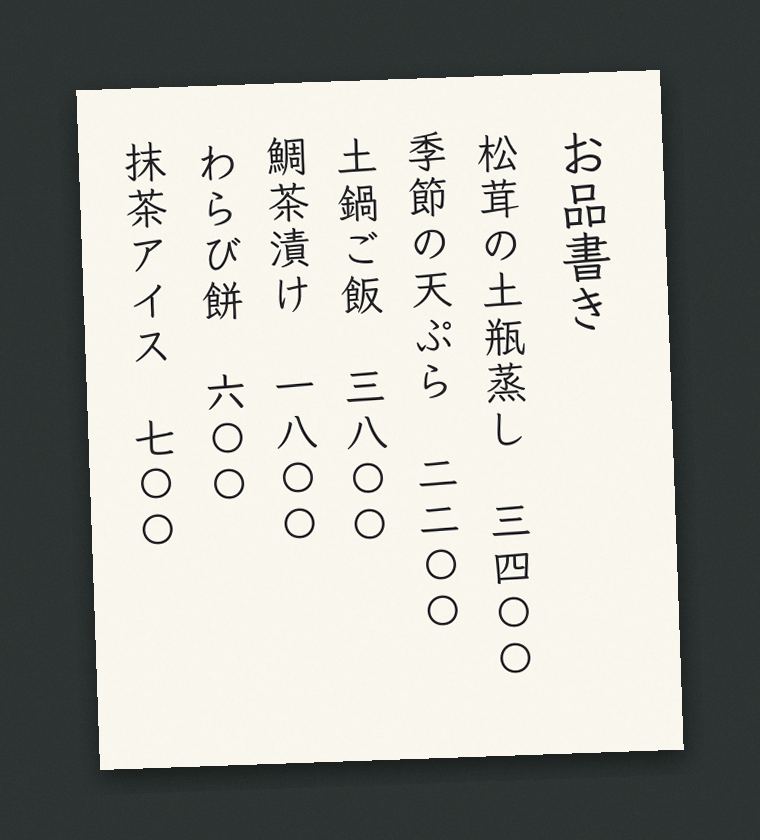 お品書き
松茸の土瓶蒸し　三四〇〇
季節の天ぷら　二二〇〇
土鍋ご飯　三八〇〇
鯛茶漬け　一八〇〇
わらび餅　六〇〇
抹茶アイス　七〇〇